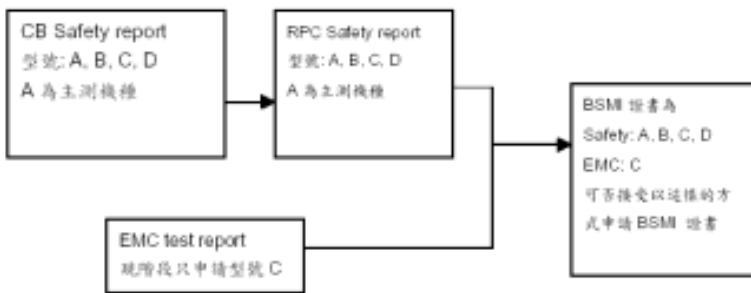 CB Safety report
型號: A, B, C, D
A 為主測機種
RPC Safety report
型號: A, B, C, D
A 為主測機種
EMC test report
現階段只申請型號 C
BSMI 證書為
Safety: A, B, C, D
EMC: C
可否接受以這樣的方
式申請 BSMI 證書